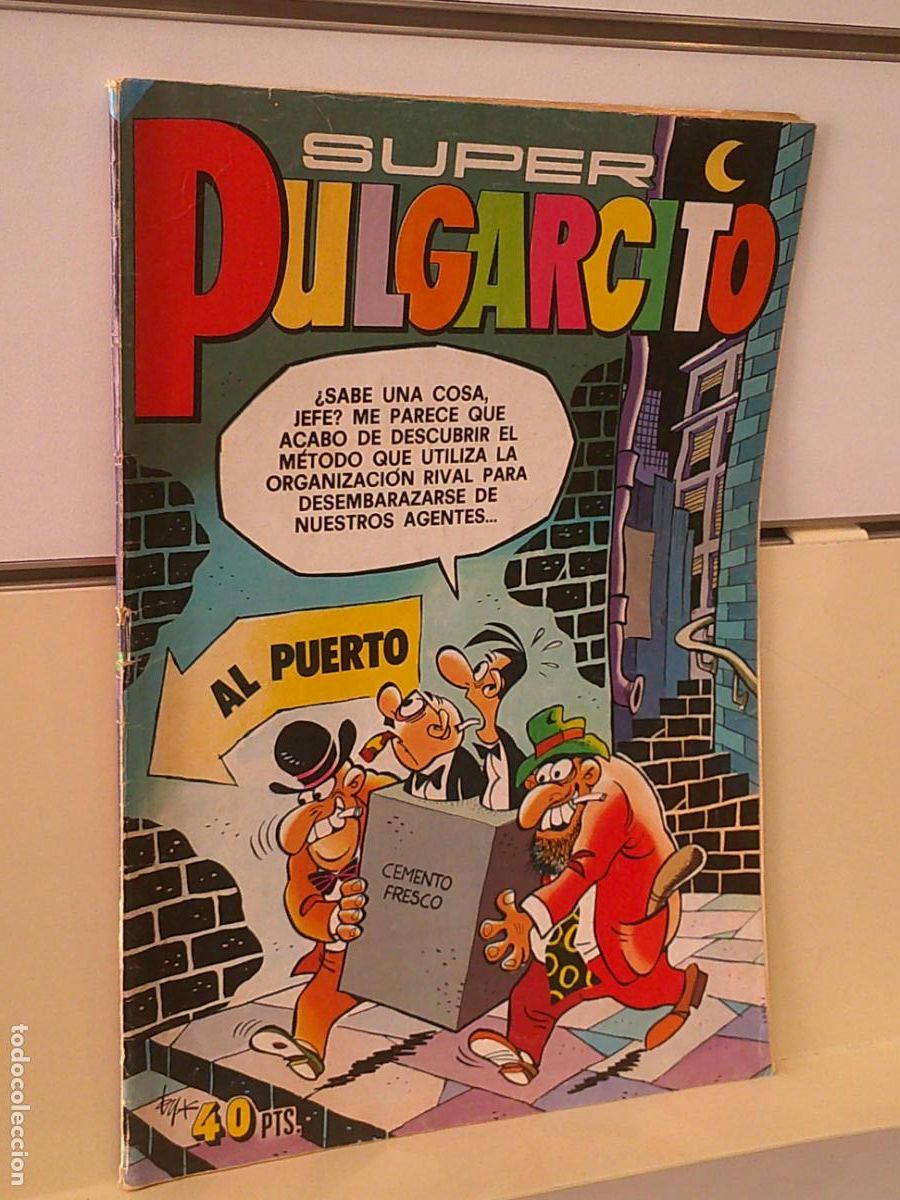 SUPER
PULGARCITO
¿SABE UNA COSA,
JEFE? ME PARECE QUE
ACABO DE DESCUBRIR EL
MÉTODO QUE UTILIZA LA
ORGANIZACIÓN RIVAL PARA
DESEMBARAZARSE DE
NUESTROS AGENTES...
AL PUERTO
CEMENTO
FRESCO
40 PTS.
todocoleccion.net